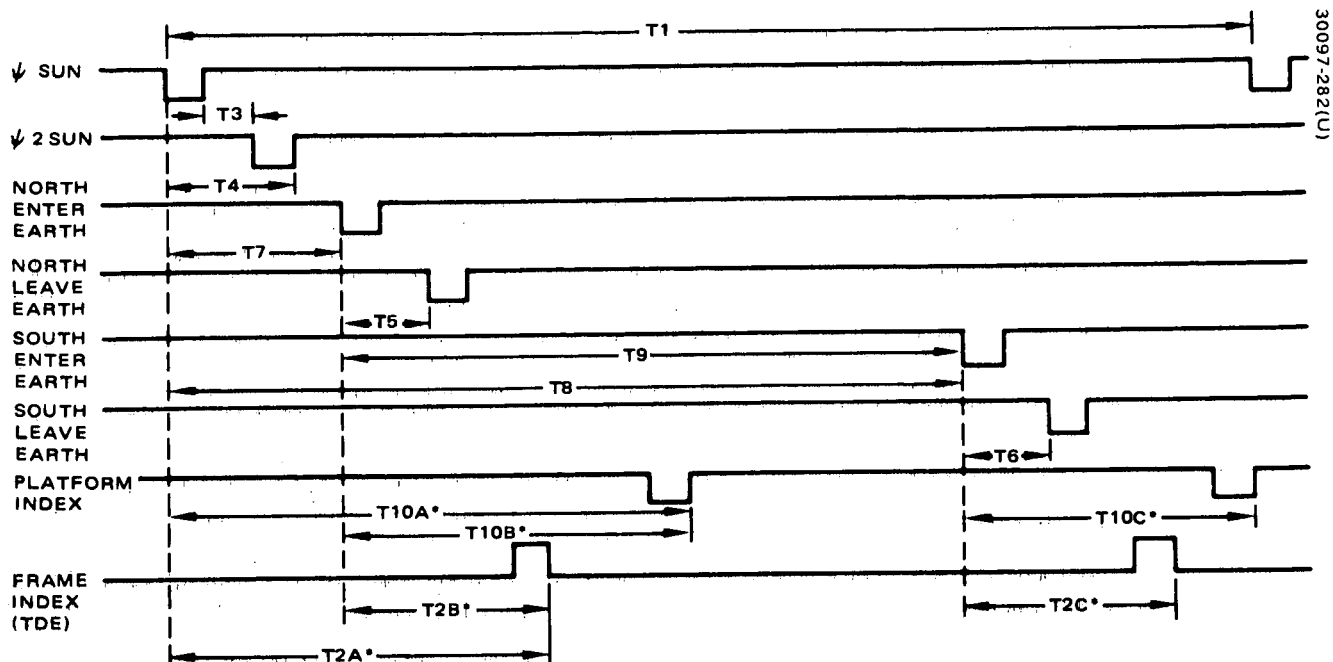 30097-282(U)
T1
ψ SUN
T3
ψ 2 SUN
T4
NORTH
ENTER
EARTH
T7
NORTH
LEAVE
EARTH
T5
SOUTH
ENTER
EARTH
T9
T8
SOUTH
LEAVE
EARTH
T6
PLATFORM
INDEX
T10A*
T10B*
T10C*
FRAME
INDEX
(TDE)
T2B†
T2C*
T2A*